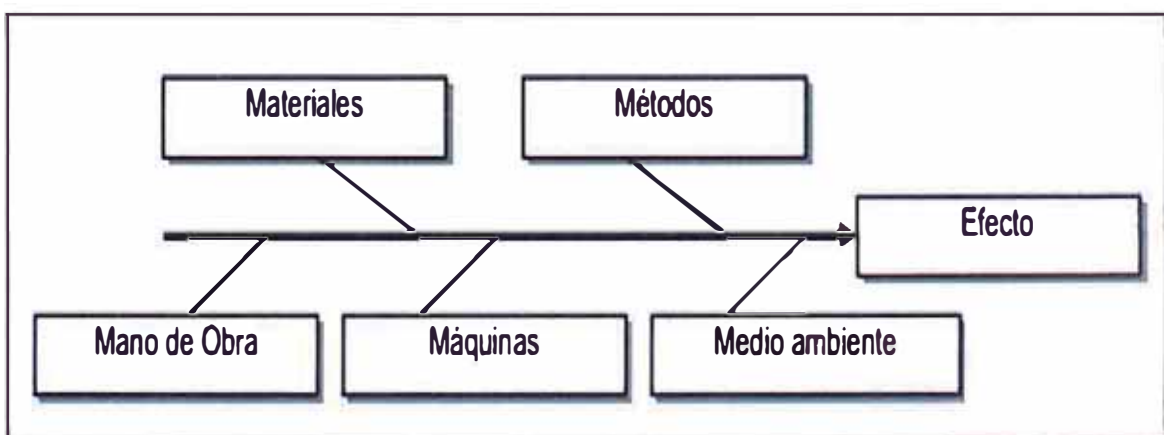 Materiales
Métodos
Efecto
Mano de Obra
Máquinas
Medio ambiente